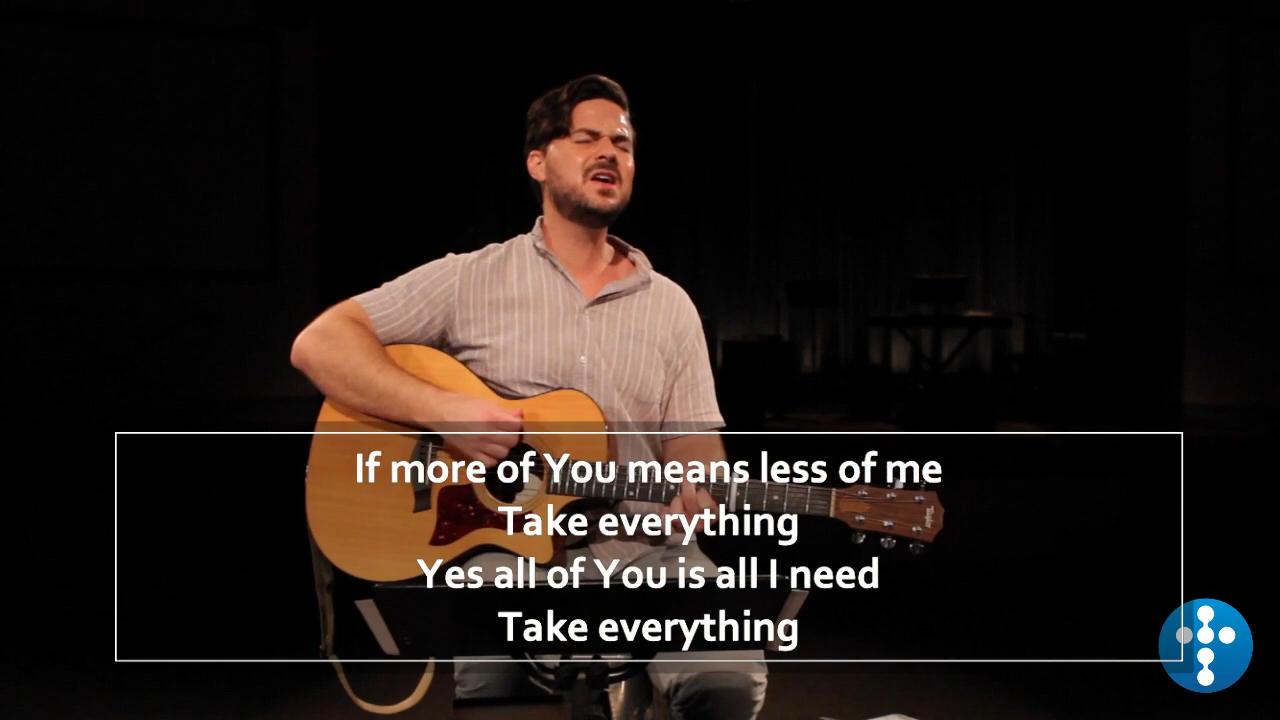 If more of You means less of me
Take everything
Yes all of You is all I need
Take everything
Taylor